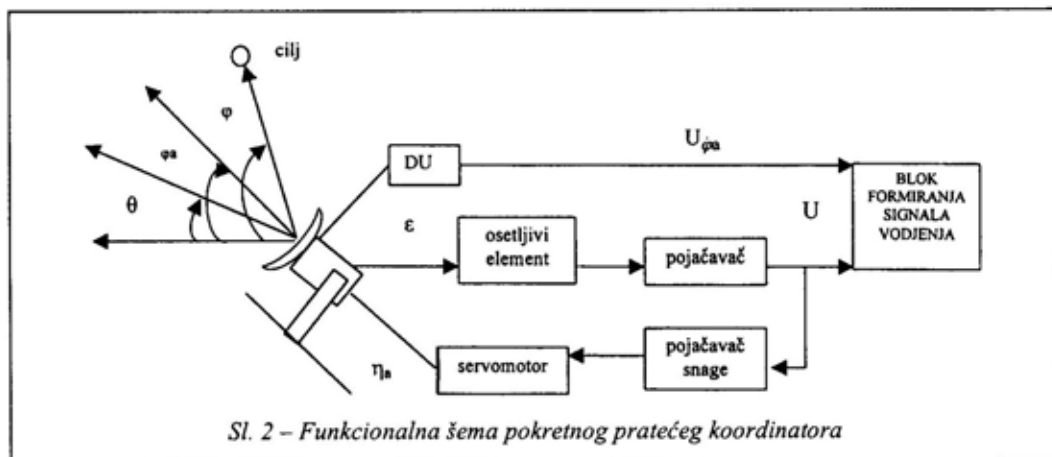 cilj
φ
φa
θ
DU
U_φ̇a
BLOK
FORMIRANJA
SIGNALA
VODJENJA
ε
osetljivi
element
pojačavač
U
ηa
servomotor
pojačavač
snage
Sl. 2 – Funkcionalna šema pokretnog pratećeg koordinatora